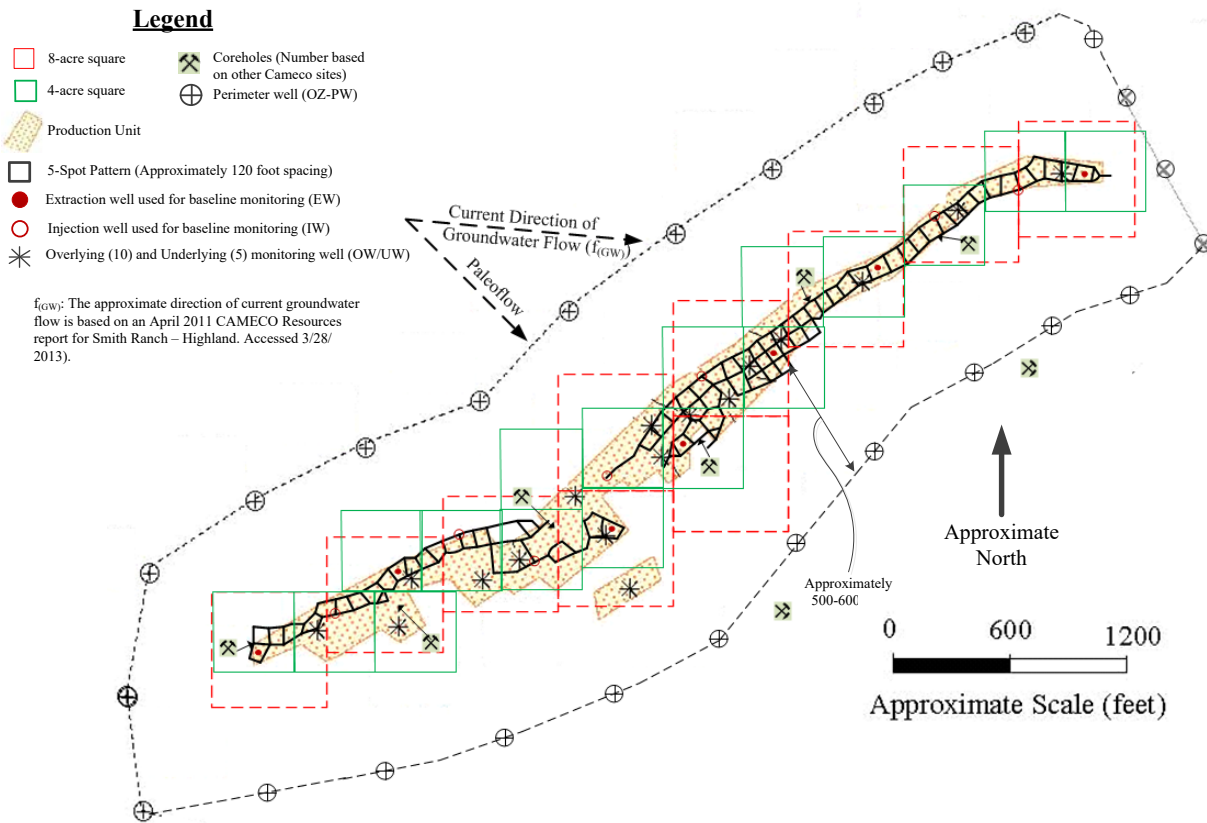 Legend
8-acre square
4-acre square
Production Unit
5-Spot Pattern (Approximately 120 foot spacing)
Extraction well used for baseline monitoring (EW)
Injection well used for baseline monitoring (IW)
Overlying (10) and Underlying (5) monitoring well (OW/UW)
Coreholes (Number based
on other Cameco sites)
Perimeter well (OZ-PW)
f(GW): The approximate direction of current groundwater
flow is based on an April 2011 CAMECO Resources
report for Smith Ranch – Highland. Accessed 3/28/
2013).
Current Direction of
Groundwater Flow (f(GW))
Paleoflow
Approximate
North
Approximately
500-600
0 600 1200
Approximate Scale (feet)